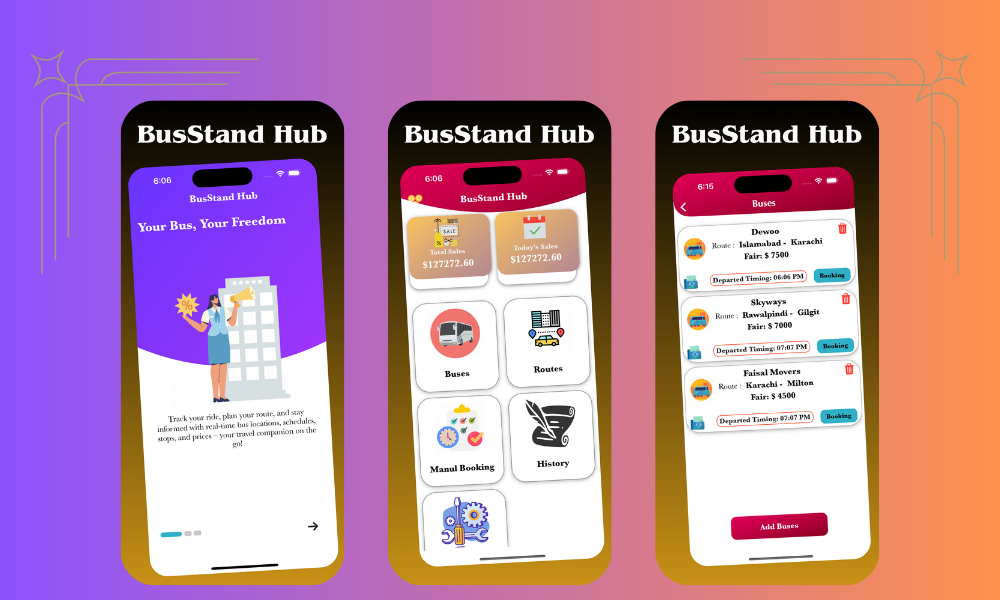 BusStand Hub
6:06
BusStand Hub
Your Bus, Your Freedom
%
Track your ride, plan your route, and stay
informed with real-time bus locations, schedules,
stops, and prices – your travel companion on the
go!
BusStand Hub
6:06
BusStand Hub
SALE
%
Total Sales
$127272.60
Today's Sales
$127272.60
Buses
Routes
Manul Booking
History
BusStand Hub
6:15
Buses
Dewoo
Route : Islamabad - Karachi
Fair: $ 7500
Departed Timing: 06:06 PM
Booking
Skyways
Route : Rawalpindi - Gilgit
Fair: $ 7000
Departed Timing: 07:07 PM
Booking
Faisal Movers
Route : Karachi - Milton
Fair: $ 4500
Departed Timing: 07:07 PM
Booking
Add Buses